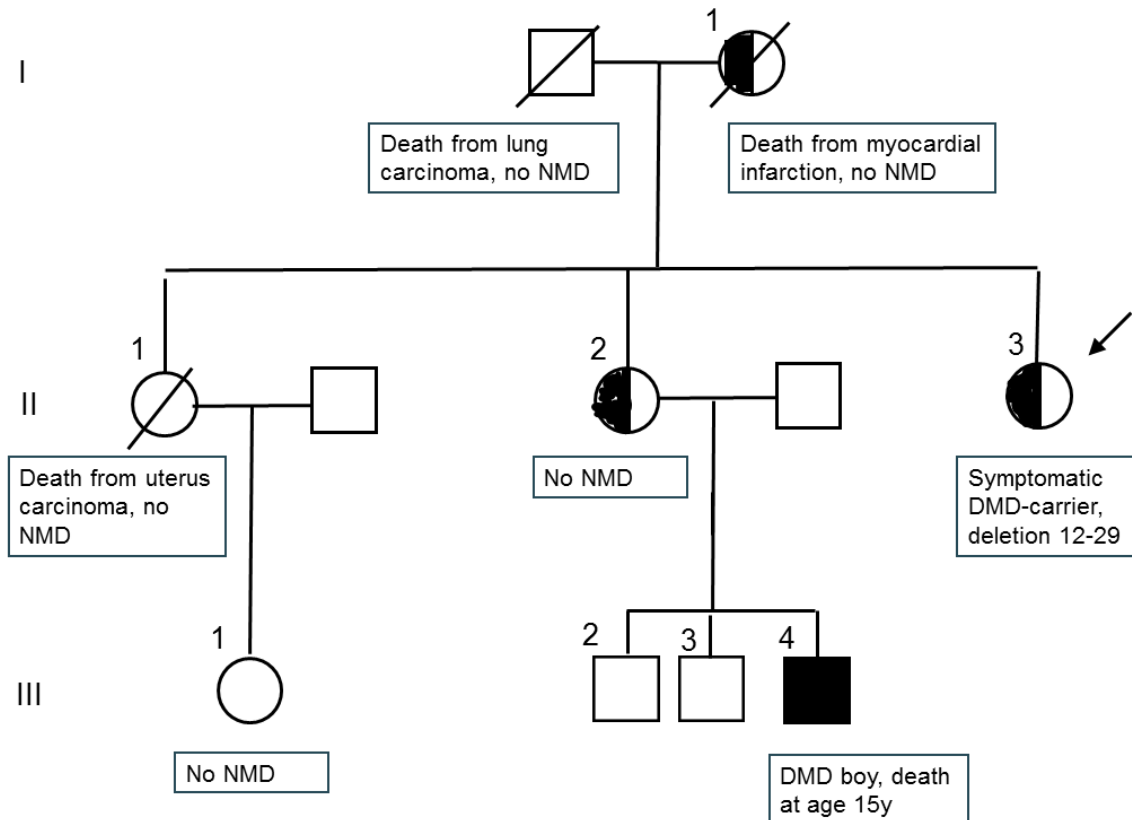 1
I
Death from lung
carcinoma, no NMD
Death from myocardial
infarction, no NMD
1
2
3
II
Death from uterus
carcinoma, no
NMD
No NMD
Symptomatic
DMD-carrier,
deletion 12-29
1
2
3
4
III
No NMD
DMD boy, death
at age 15y